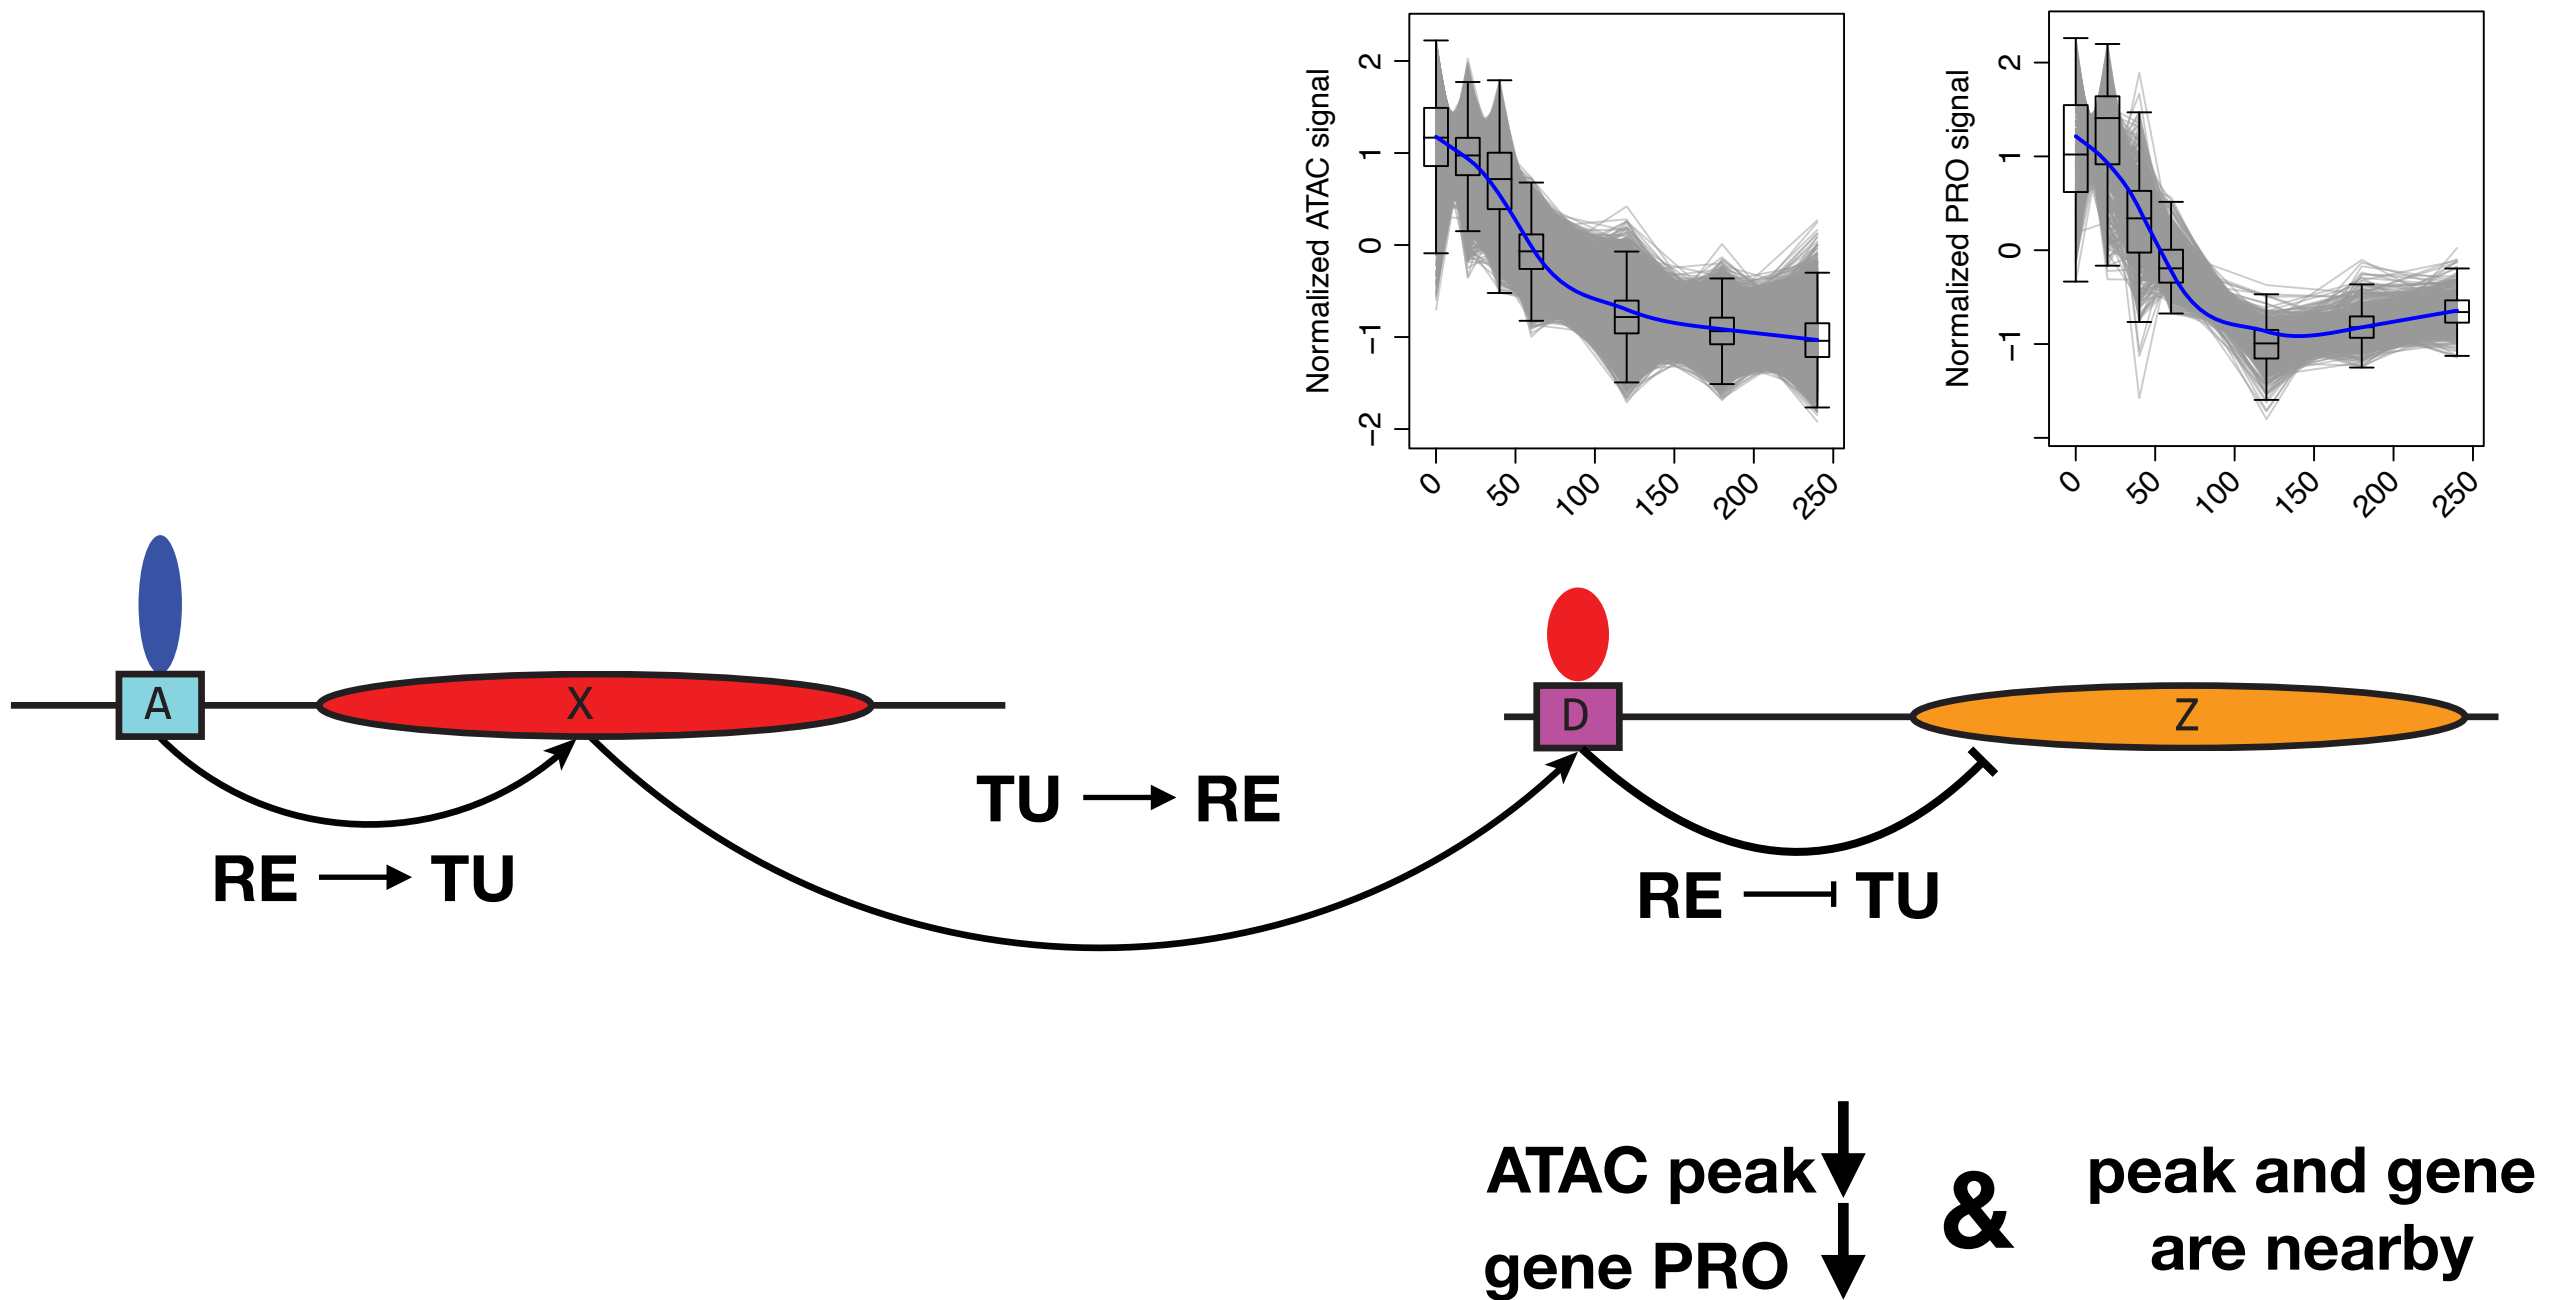 Normalized ATAC signal
2
1
0
−1
−2
0
50
100
150
200
250
Normalized PRO signal
2
1
0
−1
0
50
100
150
200
250
A
X
D
Z
TU → RE
RE → TU
RE ⊣ TU
ATAC peak ↓
gene PRO ↓
&
peak and gene
are nearby